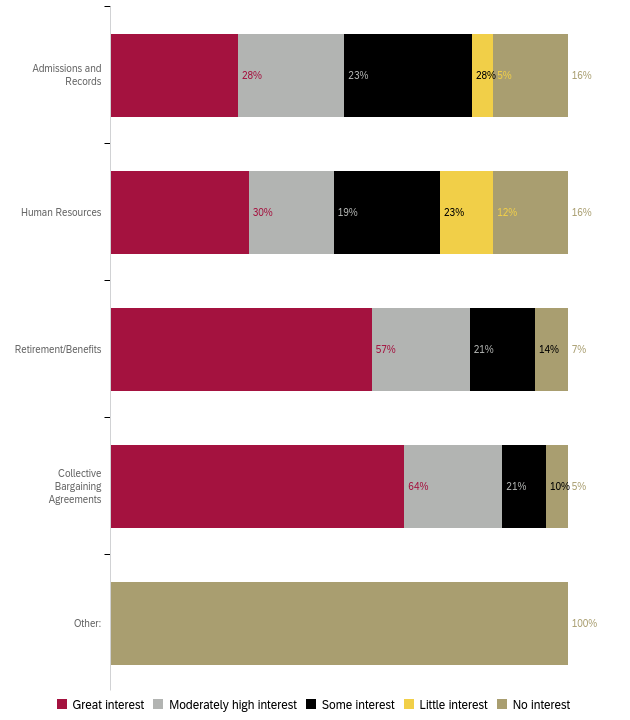 Admissions and
Records
28%
23%
28%
5%
16%
Human Resources
30%
19%
23%
12%
16%
Retirement/Benefits
57%
21%
14%
7%
Collective
Bargaining
Agreements
64%
21%
10%
5%
Other:
100%
Great interest
Moderately high interest
Some interest
Little interest
No interest